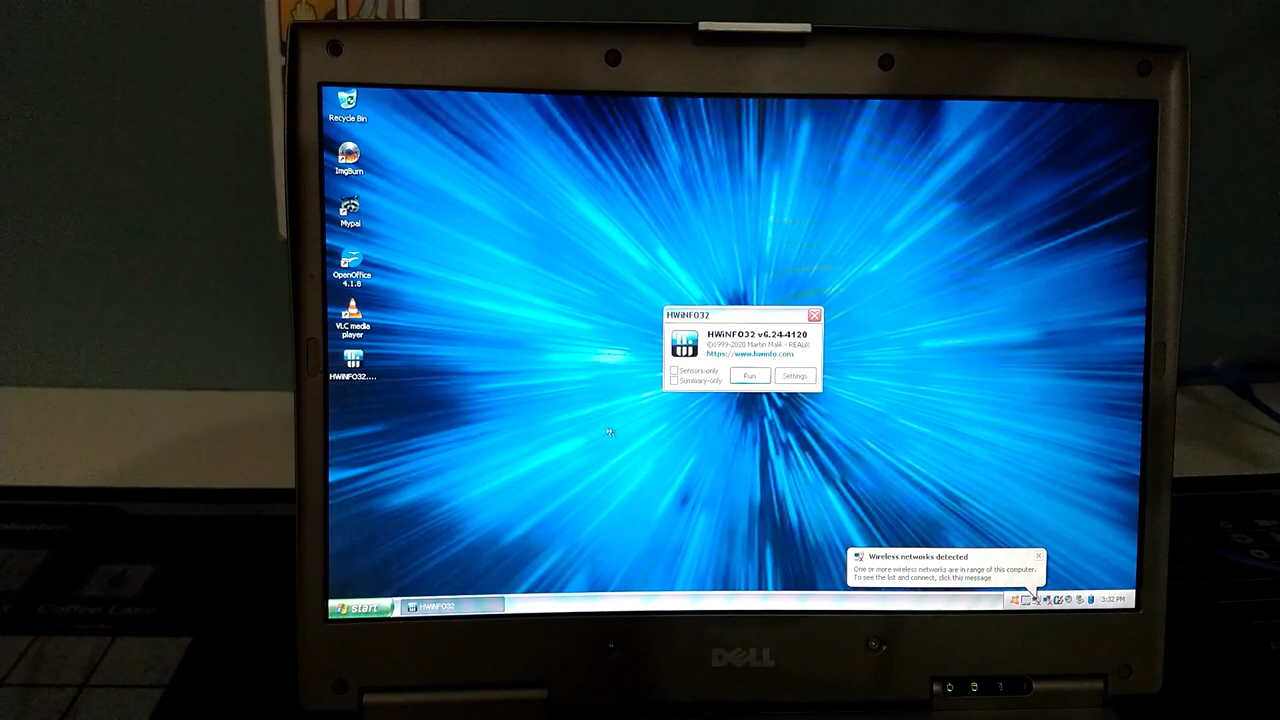 Recycle Bin
ImgBurn
Mypal
OpenOffice
4.1.8
VLC media
player
HWiNFO32....
HWiNFO32
HWiNFO32 v6.24-4120
©1999-2020 Martin Malik - REALiX
https://www.hwinfo.com
Sensors-only
Summary-only
Run
Settings
Wireless networks detected
One or more wireless networks are in range of this computer.
To see the list and connect, click this message
start
HWiNFO32
3:32 PM
DELL
Coffee Lake